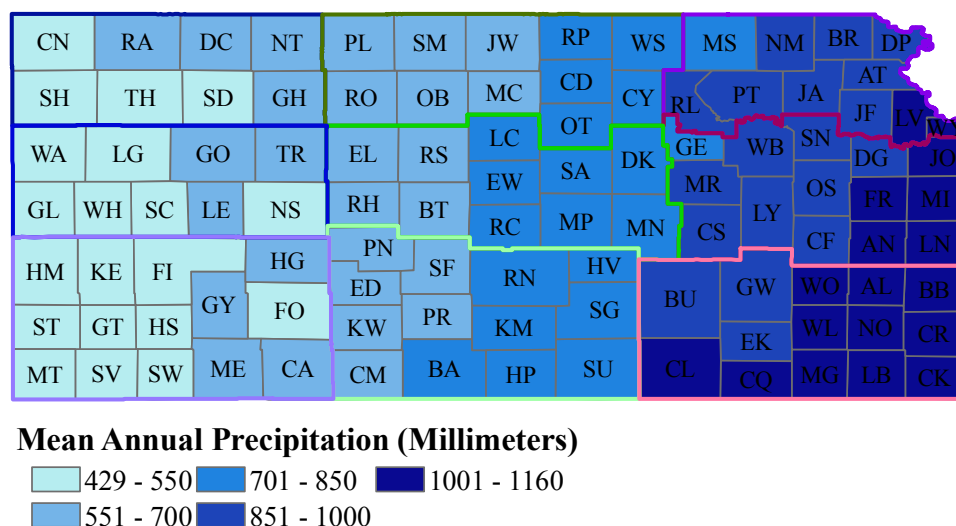 CN RA DC NT PL SM JW RP WS MS NM BR DP
SH TH SD GH RO OB MC CD CY RL PT JA AT
OT JF LV WY
WA LG GO TR EL RS LC SA DK GE WB SN DG JO
GL WH SC LE NS RH BT EW MR OS FR MI
RC MP MN CS LY CF AN LN
HM KE FI HG PN SF RN HV BU GW WO AL BB
ED
ST GT HS GY FO KW PR KM SG WL NO CR
EK
MT SV SW ME CA CM BA HP SU CL CQ MG LB CK
Mean Annual Precipitation (Millimeters)
429 - 550 701 - 850 1001 - 1160
551 - 700 851 - 1000